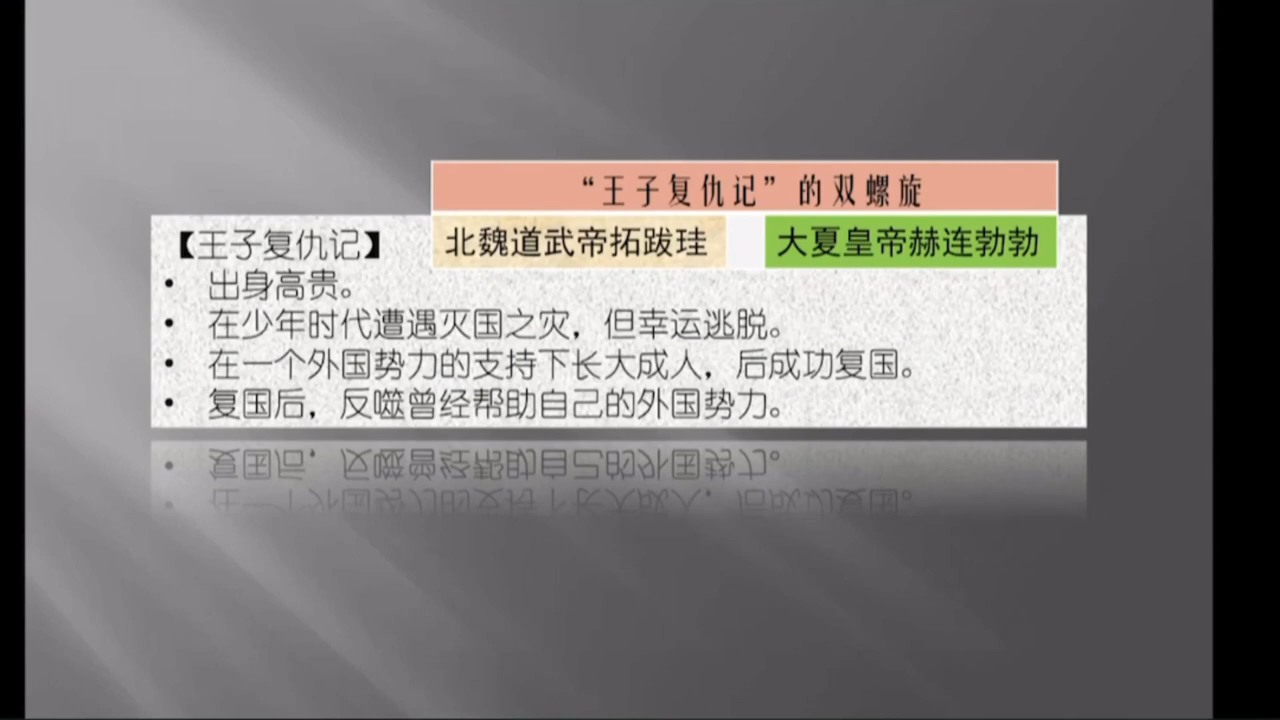 “王子复仇记”的双螺旋
北魏道武帝拓跋珪 大夏皇帝赫连勃勃
【王子复仇记】
• 出身高贵。
• 在少年时代遭遇灭国之灾，但幸运逃脱。
• 在一个外国势力的支持下长大成人，后成功复国。
• 复国后，反噬曾经帮助自己的外国势力。